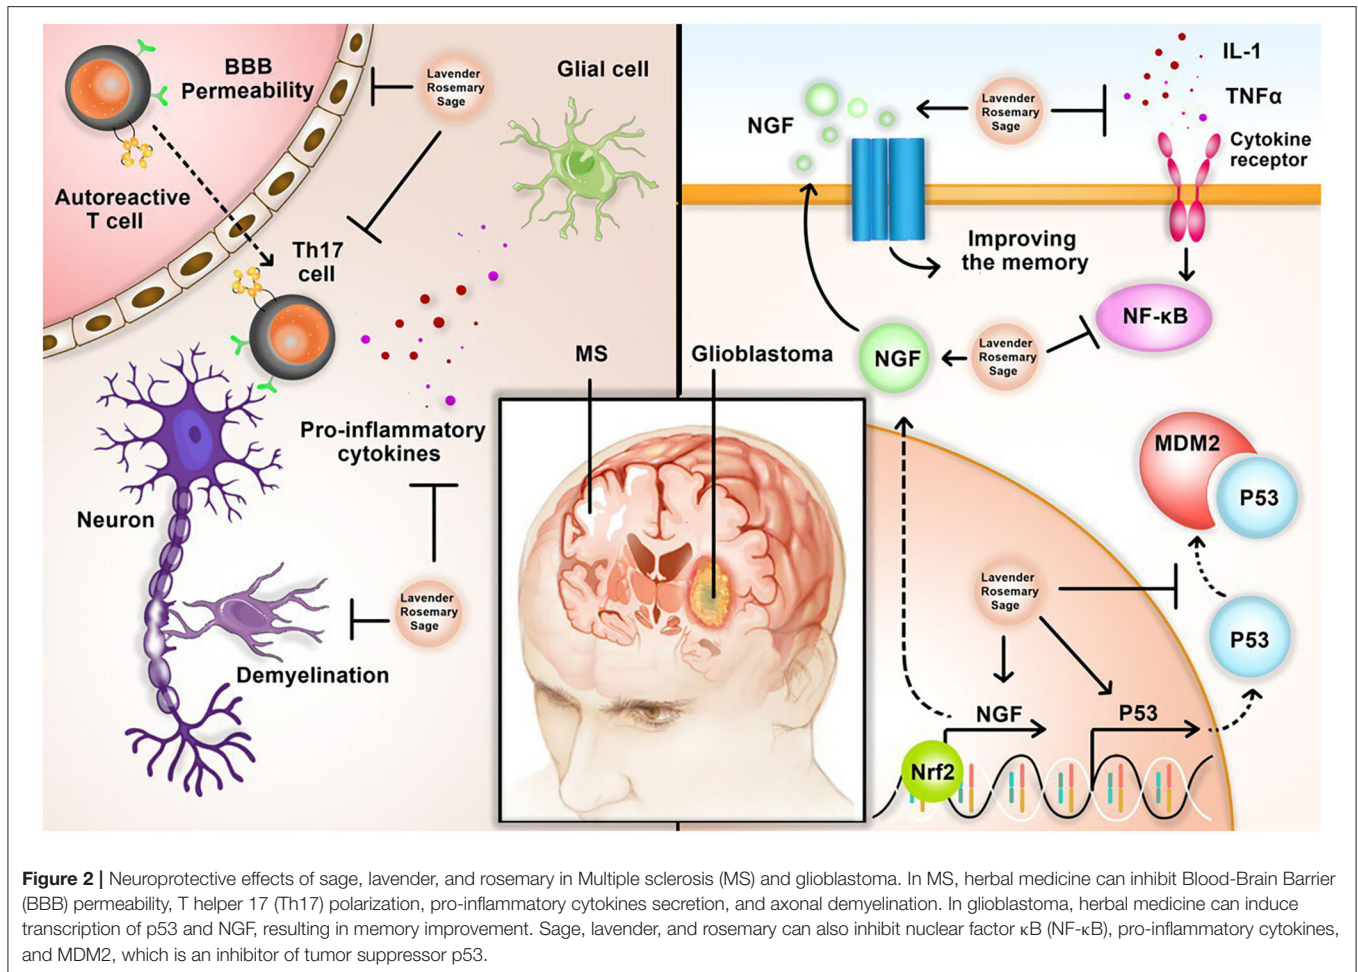 BBB
Permeability
Lavender
Rosemary
Sage
Glial cell
Autoreactive
T cell
Th17
cell
Pro-inflammatory
cytokines
Neuron
Lavender
Rosemary
Sage
Demyelination
MS
Glioblastoma
NGF
Lavender
Rosemary
Sage
IL-1
TNFα
Cytokine
receptor
Improving
the memory
NF-κB
NGF
Lavender
Rosemary
Sage
MDM2
P53
Lavender
Rosemary
Sage
P53
NGF
P53
Nrf2
Figure 2 | Neuroprotective effects of sage, lavender, and rosemary in Multiple sclerosis (MS) and glioblastoma. In MS, herbal medicine can inhibit Blood-Brain Barrier
(BBB) permeability, T helper 17 (Th17) polarization, pro-inflammatory cytokines secretion, and axonal demyelination. In glioblastoma, herbal medicine can induce
transcription of p53 and NGF, resulting in memory improvement. Sage, lavender, and rosemary can also inhibit nuclear factor κB (NF-κB), pro-inflammatory cytokines,
and MDM2, which is an inhibitor of tumor suppressor p53.